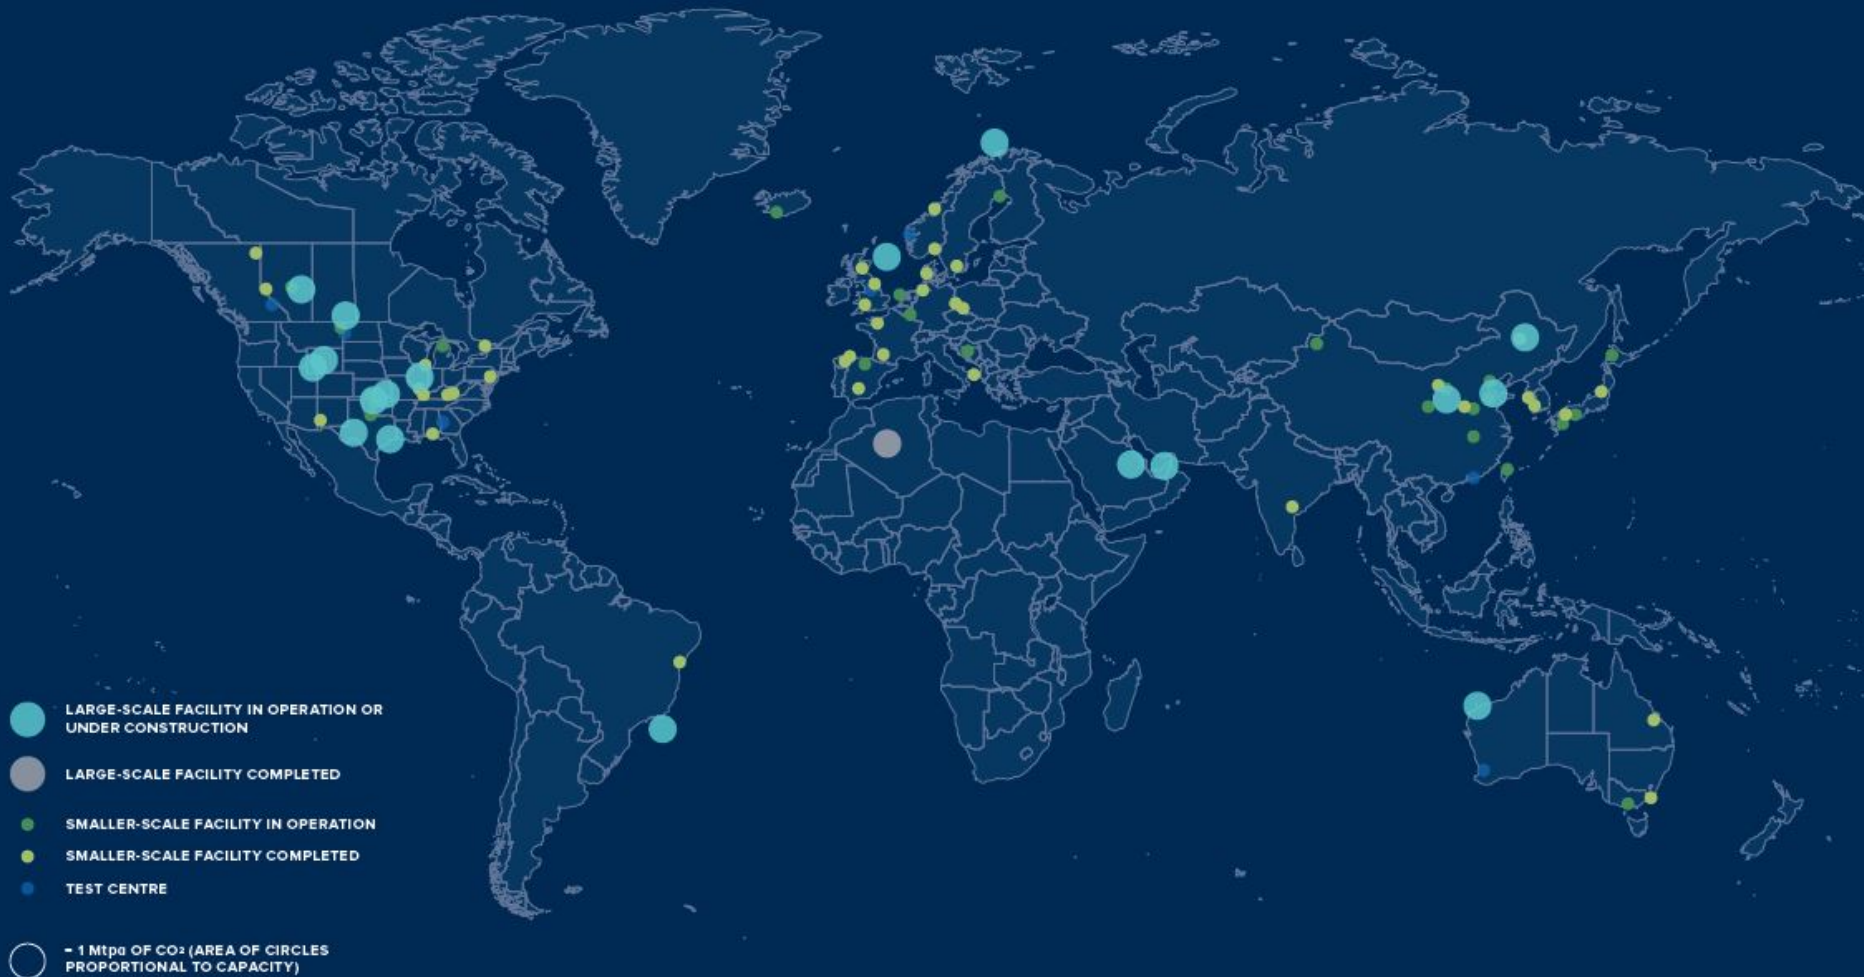 LARGE-SCALE FACILITY IN OPERATION OR
UNDER CONSTRUCTION
LARGE-SCALE FACILITY COMPLETED
SMALLER-SCALE FACILITY IN OPERATION
SMALLER-SCALE FACILITY COMPLETED
TEST CENTRE
= 1 Mtpa OF CO₂ (AREA OF CIRCLES
PROPORTIONAL TO CAPACITY)